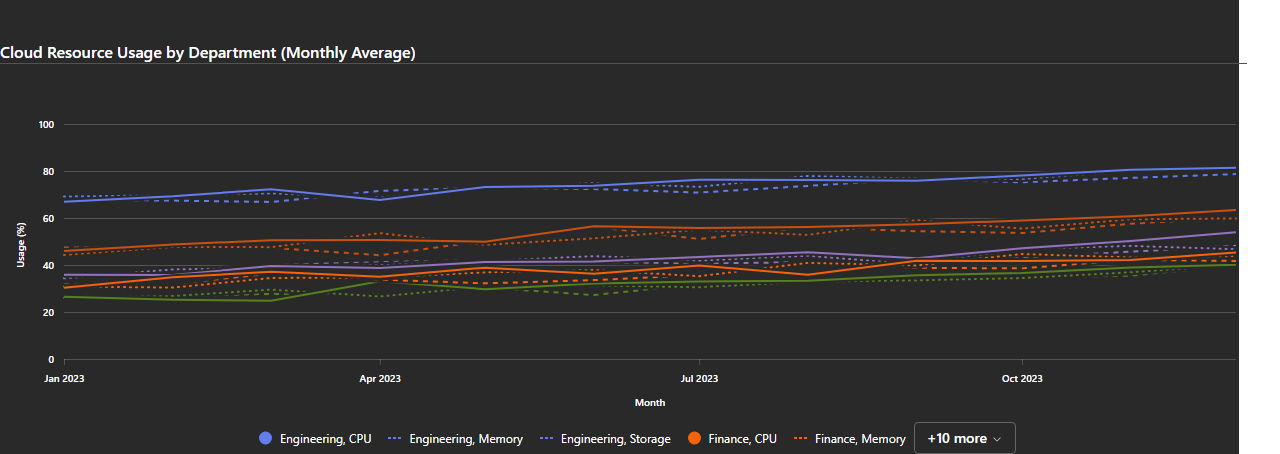 Cloud Resource Usage by Department (Monthly Average)
100
80
60
40
20
0
Usage (%)
Jan 2023 Apr 2023 Jul 2023 Oct 2023
Month
Engineering, CPU Engineering, Memory Engineering, Storage Finance, CPU Finance, Memory +10 more